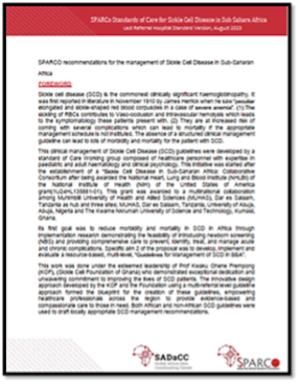 SPARCo Standards of Care for Sickle Cell Disease in Sub Sahara Africa
Last Referral Hospital Standard Version, August 2023
SPARCO recommendations for the management of Sickle Cell Disease in Sub-Saharan
Africa
FOREWORD
Sickle cell disease (SCD) is the commonest clinically significant haemoglobinopathy. It
was first reported in literature in November 1910 by James Herrick when he saw "peculiar
elongated and sickle-shaped red blood corpuscles in a case of severe anemia". (1) The
sickling of RBCs contributes to Vaso-occlusion and intravascular hemolysis which leads
to the symptomatology these patients present with. (2) They are at increased risk of
coming with several complications which can lead to mortality if the appropriate
management schedule is not instituted. The absence of a structured clinical management
guideline can lead to lots of morbidity and mortality for the patient with SCD.
This clinical management of Sickle Cell Disease (SCD) guidelines were developed by a
standard of Care Working group composed of healthcare personnel with expertise in
paediatric and adult haematology and clinical psychology. This initiative was started after
the establishment of a "Sickle Cell Disease in Sub-Saharan Africa: Collaborative
Consortium after being awarded the National Heart, Lung and Blood Institute (NHLBI) by
the National Institute of Health (NIH) of the United States of America
This grant was awarded to a multinational collaboration
among Muhimbili University of Health and Allied Sciences (MUHAS), Dar es Salaam,
Tanzania as hub and three sites: MUHAS, Dar es Salaam, Tanzania, University of Abuja,
Abuja, Nigeria and The Kwame Nkrumah University of Science and Technology, Kumasi,
Ghana.
Its first goal was to reduce morbidity and mortality in SCD in Africa through
implementation research demonstrating the feasibility of introducing newborn screening
(NBS) and providing comprehensive care to prevent, identify, treat, and manage acute
and chronic complications. Specific aim 2 of the proposal was to develop, implement and
evaluate a resource-based, multi-level, "Guidelines for Management of SCD in SSA".
This work was done under the esteemed leadership of Prof Kwaku Ohene Frempong
(KOF), (Sickle Cell Foundation of Ghana) who demonstrated exceptional dedication and
unwavering commitment to improving the lives of SCD patients. The innovative design
approach developed by the KOF and the Foundation using a multi-referral level guideline
approach formed the blueprint for the creation of these guidelines, empowering
healthcare professionals across the region to provide evidence-based and
compassionate care to those in need. Both African and non-African SCD guidelines were
used to draft locally appropriate SCD management recommendations.
SADaCC
SPARCO